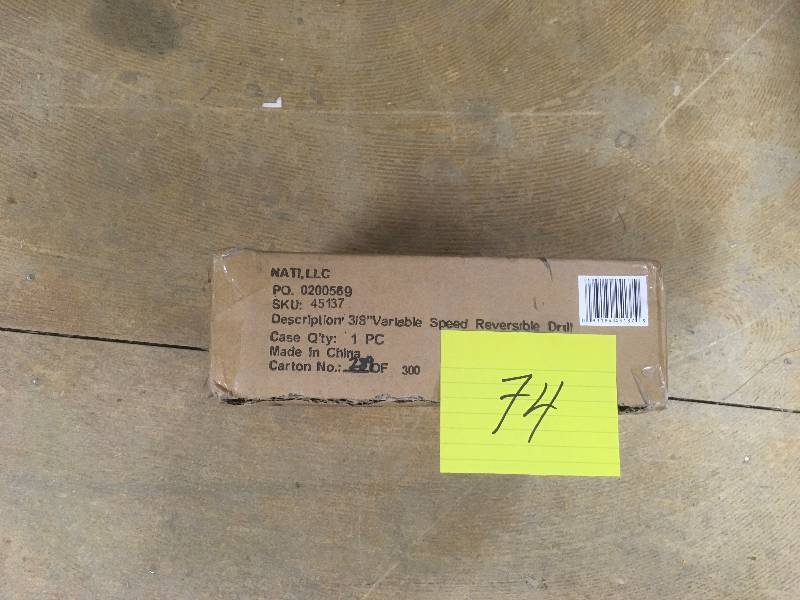 NATI,LLC
PO. 0200569
SKU: 45137
Description' 3/8"Variable Speed Reversible Drill
Case Q'ty: 1 PC
Made in China
Carton No.: OF 300
74